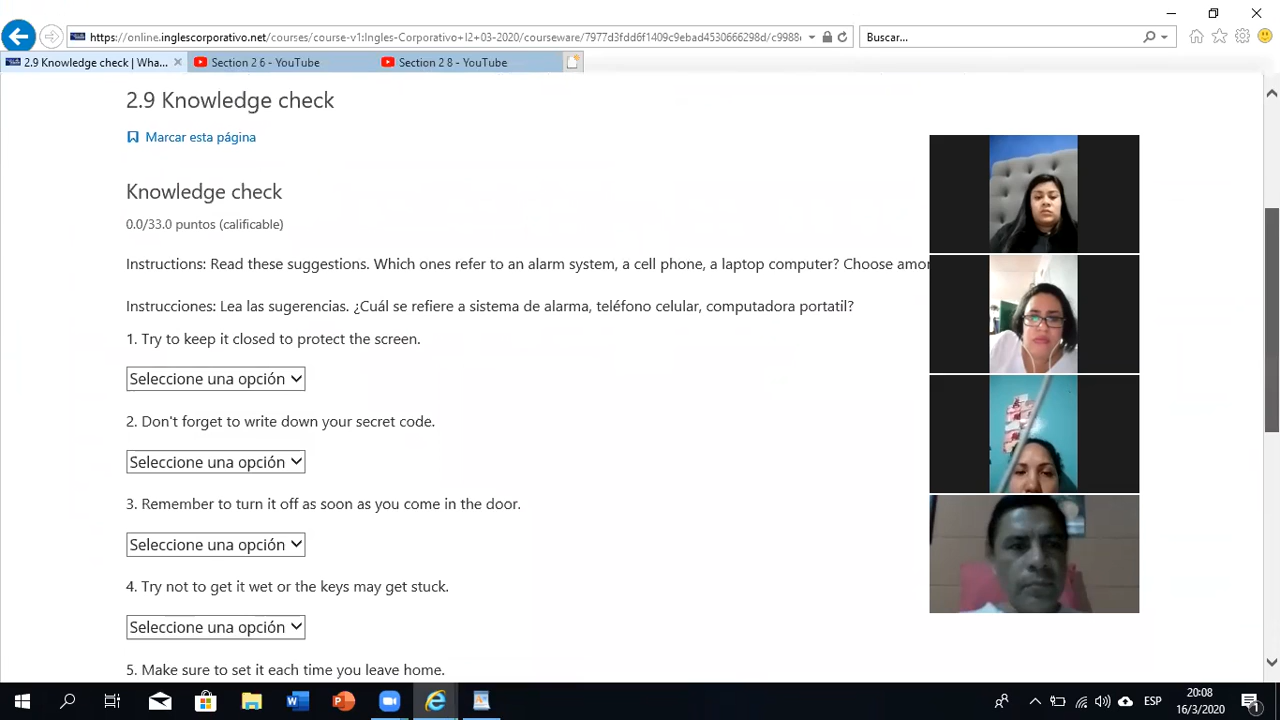 https://online.inglescorporativo.net/courses/course-v1:Ingles-Corporativo+I2+03-2020/courseware/7977d3fdd6f1409c9ebad4530666298d/c9988
Buscar...
2.9 Knowledge check | Wha...
Section 2 6 - YouTube
Section 2 8 - YouTube
2.9 Knowledge check
Marcar esta página
Knowledge check
0.0/33.0 puntos (calificable)
Instructions: Read these suggestions. Which ones refer to an alarm system, a cell phone, a laptop computer? Choose
Instrucciones: Lea las sugerencias. ¿Cuál se refiere a sistema de alarma, teléfono celular, computadora portatil?
1. Try to keep it closed to protect the screen.
Seleccione una opción
2. Don't forget to write down your secret code.
Seleccione una opción
3. Remember to turn it off as soon as you come in the door.
Seleccione una opción
4. Try not to get it wet or the keys may get stuck.
Seleccione una opción
5. Make sure to set it each time you leave home.
ESP
20:08
16/3/2020
1